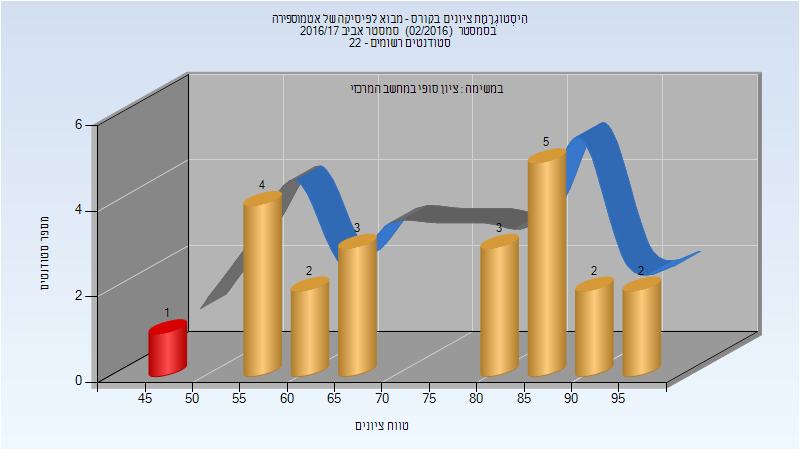 היסטוגרמת ציונים בקורס - מבוא לפיסיקה של אטמוספירה
בסמסטר (02/2016) סמסטר אביב 2016/17
סטודנטים רשומים - 22
במשימה : ציון סופי במחשב המרכזי
מספר סטודנטים
6
4
2
0
1
4
2
3
3
5
2
2
45 50 55 60 65 70 75 80 85 90 95
טווח ציונים